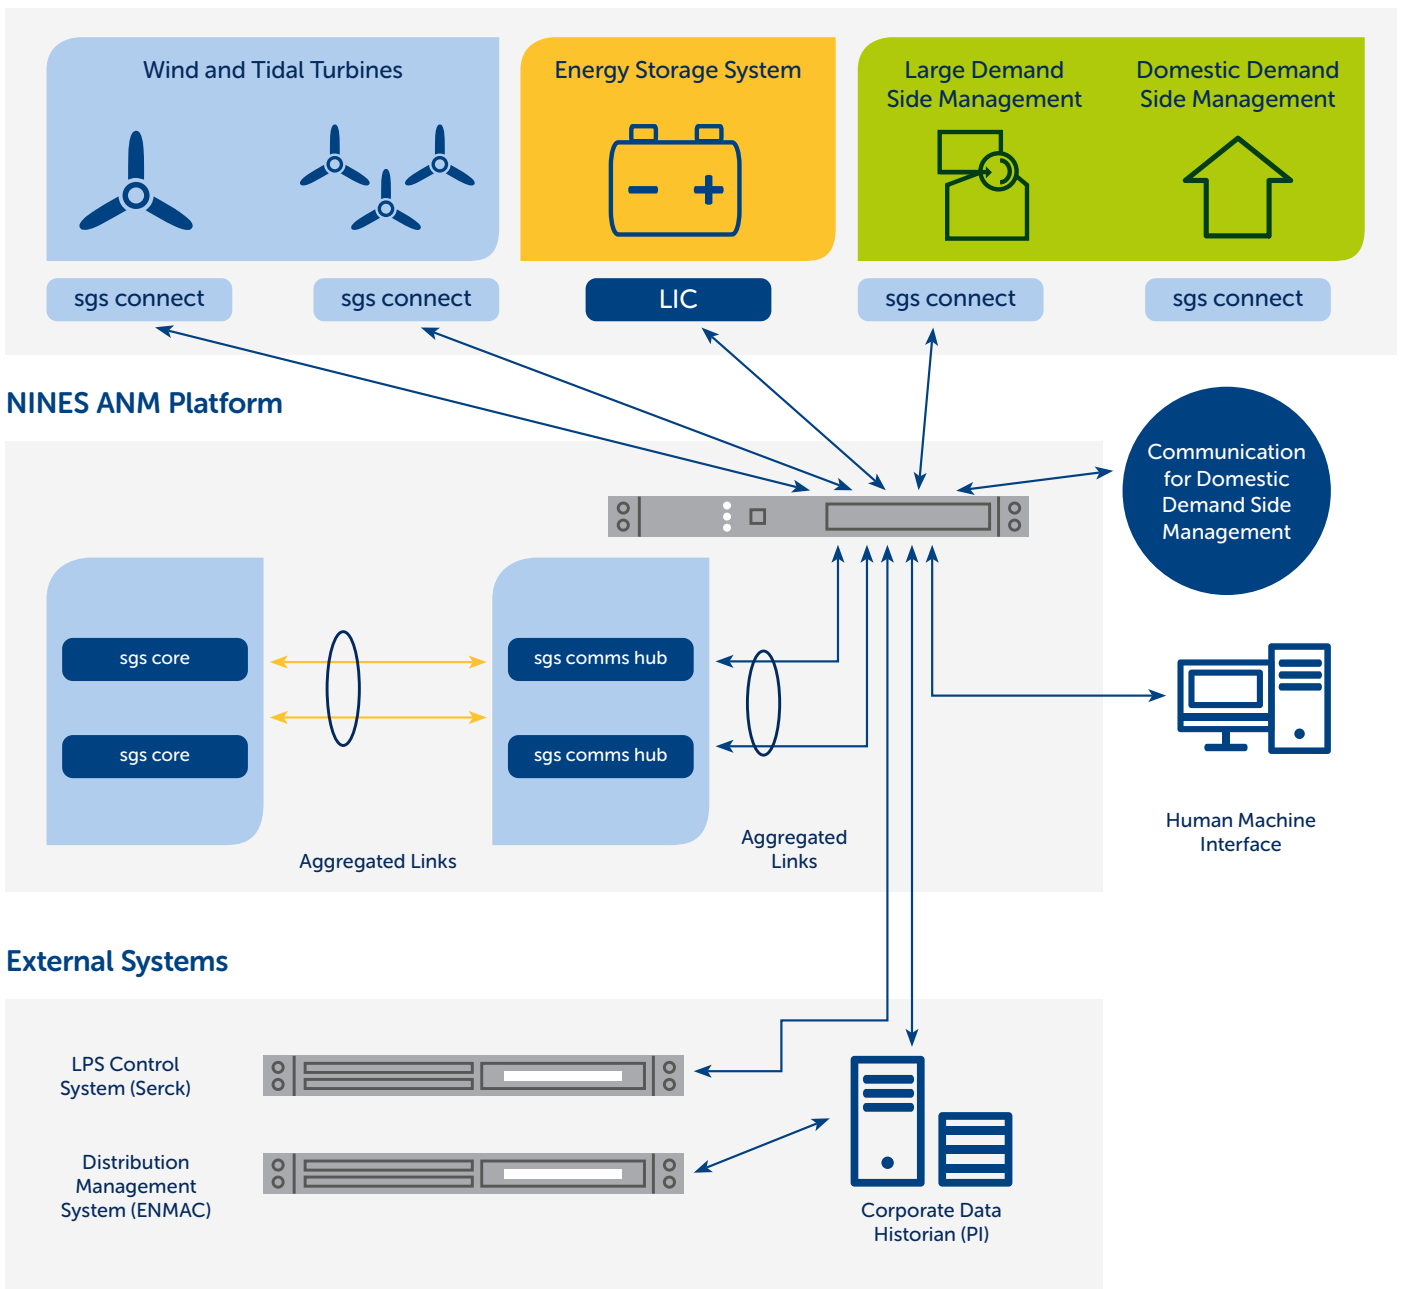 Wind and Tidal Turbines
Energy Storage System
Large Demand
Side Management
Domestic Demand
Side Management
sgs connect
sgs connect
LIC
sgs connect
sgs connect
NINES ANM Platform
Communication
for Domestic
Demand Side
Management
sgs core
sgs comms hub
sgs core
sgs comms hub
Aggregated Links
Aggregated
Links
Human Machine
Interface
External Systems
LPS Control
System (Serck)
Distribution
Management
System (ENMAC)
Corporate Data
Historian (PI)